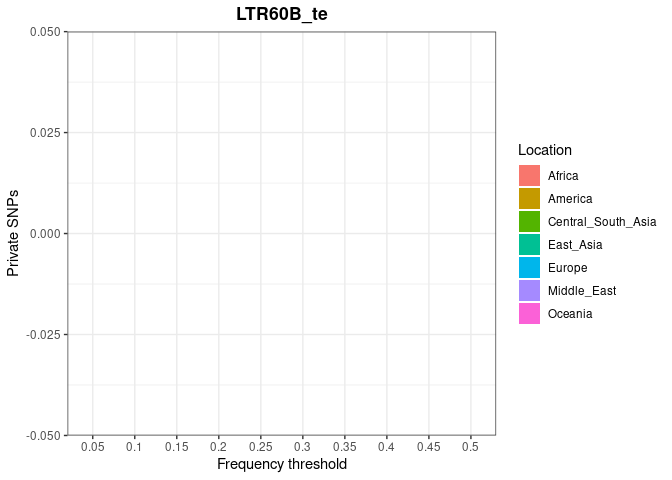 LTR60B_te
0.050
0.025
0.000
-0.025
-0.050
Private SNPs
0.05 0.1 0.15 0.2 0.25 0.3 0.35 0.4 0.45 0.5
Frequency threshold
Location
Africa
America
Central_South_Asia
East_Asia
Europe
Middle_East
Oceania